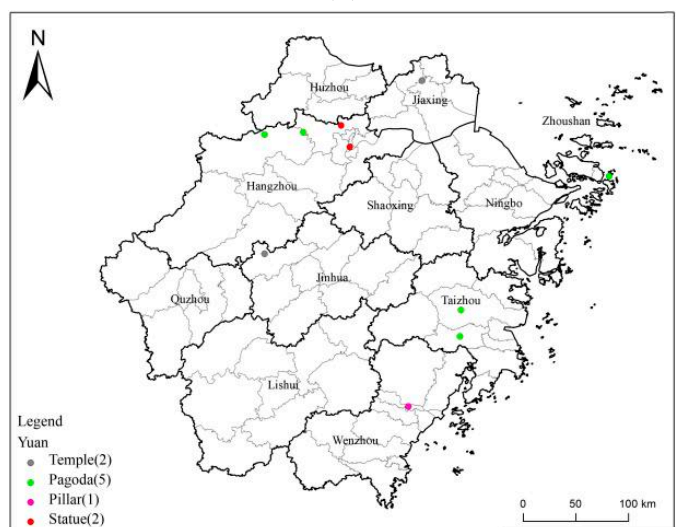 N
Huzhou
Jiaxing
Zhoushan
Hangzhou
Shaoxing
Ningbo
Jinhua
Quzhou
Taizhou
Lishui
Wenzhou
Legend
Yuan
Temple(2)
Pagoda(5)
Pillar(1)
Statue(2)
0 50 100 km